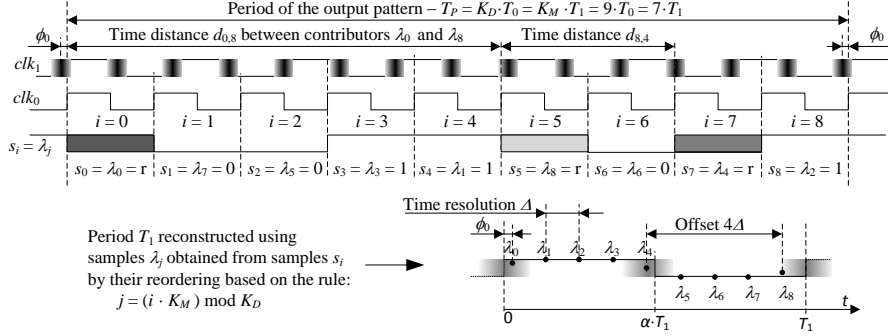 Period of the output pattern – T_P = K_D·T_0 = K_M·T_1 = 9·T_0 = 7·T_1
ϕ_0 Time distance d_{0,8} between contributors λ_0 and λ_8 Time distance d_{8,4} ϕ_0
clk_1
clk_0
i = 0 i = 1 i = 2 i = 3 i = 4 i = 5 i = 6 i = 7 i = 8
s_i = λ_j
s_0 = λ_0 = r s_1 = λ_7 = 0 s_2 = λ_5 = 0 s_3 = λ_3 = 1 s_4 = λ_1 = 1 s_5 = λ_8 = r s_6 = λ_6 = 0 s_7 = λ_4 = r s_8 = λ_2 = 1
Time resolution Δ
Period T_1 reconstructed using
samples λ_j obtained from samples s_i
by their reordering based on the rule:
j = (i · K_M) mod K_D
ϕ_0 Offset 4Δ
λ_0 λ_1 λ_2 λ_3 λ_4
λ_5 λ_6 λ_7 λ_8
t
0 α·T_1 T_1